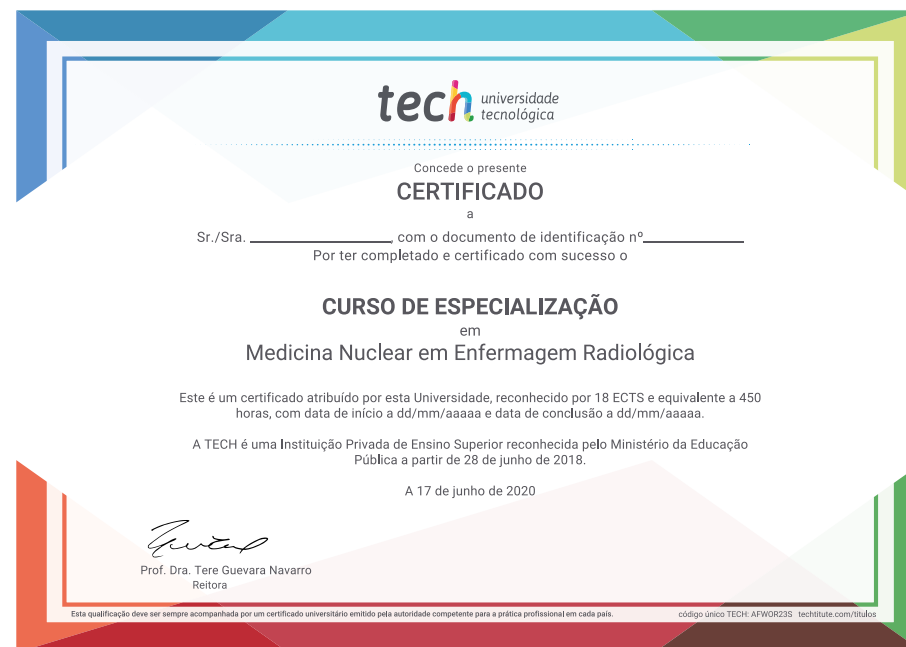 tech universidade
tecnológica
Concede o presente
CERTIFICADO
a
Sr./Sra. ____________________, com o documento de identificação nº______________
Por ter completado e certificado com sucesso o
CURSO DE ESPECIALIZAÇÃO
em
Medicina Nuclear em Enfermagem Radiológica
Este é um certificado atribuído por esta Universidade, reconhecido por 18 ECTS e equivalente a 450
horas, com data de início a dd/mm/aaaaa e data de conclusão a dd/mm/aaaaa.
A TECH é uma Instituição Privada de Ensino Superior reconhecida pelo Ministério da Educação
Pública a partir de 28 de junho de 2018.
A 17 de junho de 2020
Prof. Dra. Tere Guevara Navarro
Reitora
Esta qualificação deve ser sempre acompanhada por um certificado universitário emitido pela autoridade competente para a prática profissional em cada país. código único TECH: AFWOR23S techtitute.com/titulos